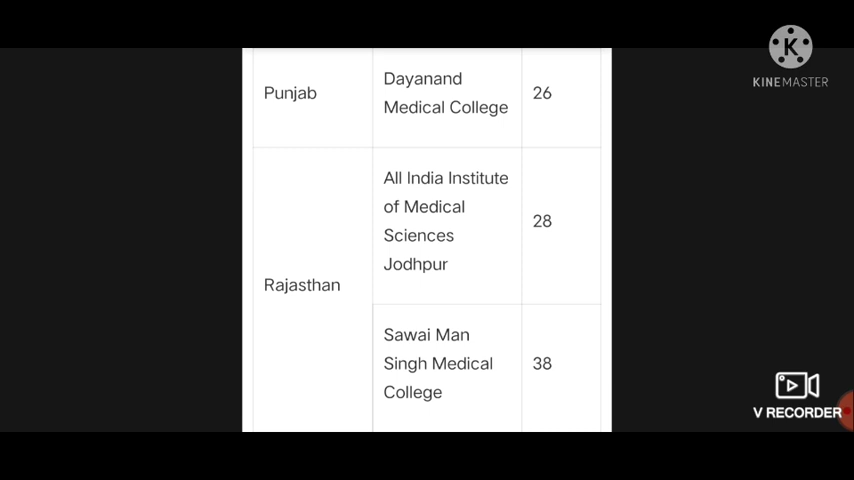 K
KINEMASTER
Punjab
Dayanand
Medical College
26
Rajasthan
All India Institute
of Medical
Sciences
Jodhpur
28
Sawai Man
Singh Medical
College
38
V RECORDER